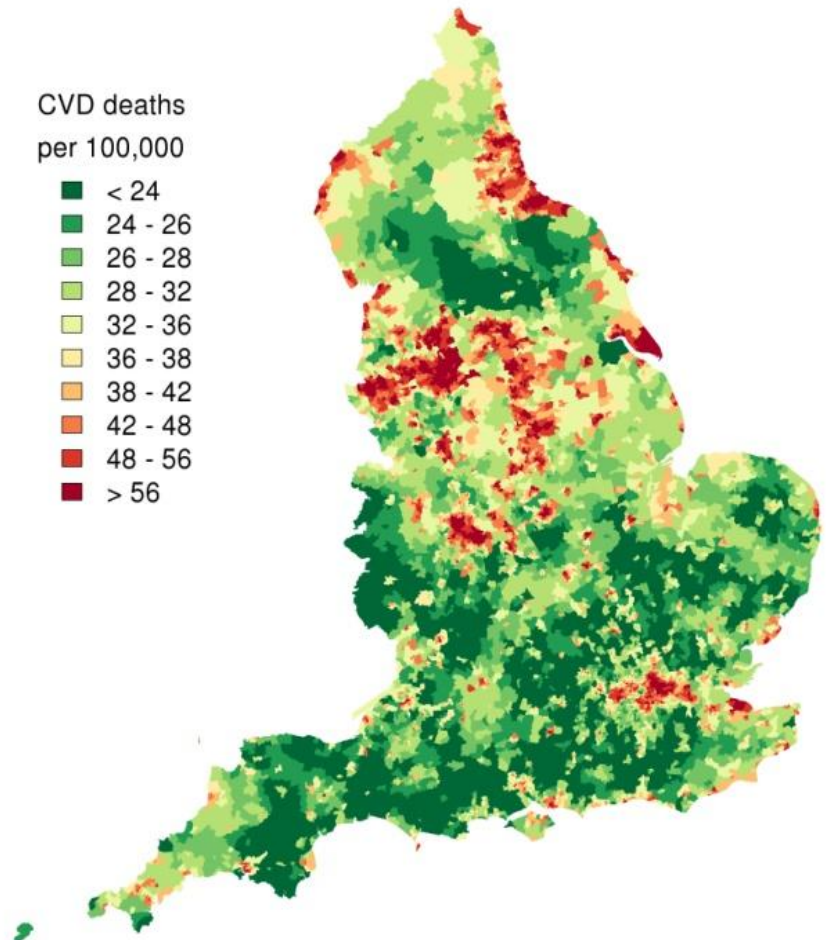 CVD deaths
per 100,000
< 24
24 - 26
26 - 28
28 - 32
32 - 36
36 - 38
38 - 42
42 - 48
48 - 56
> 56